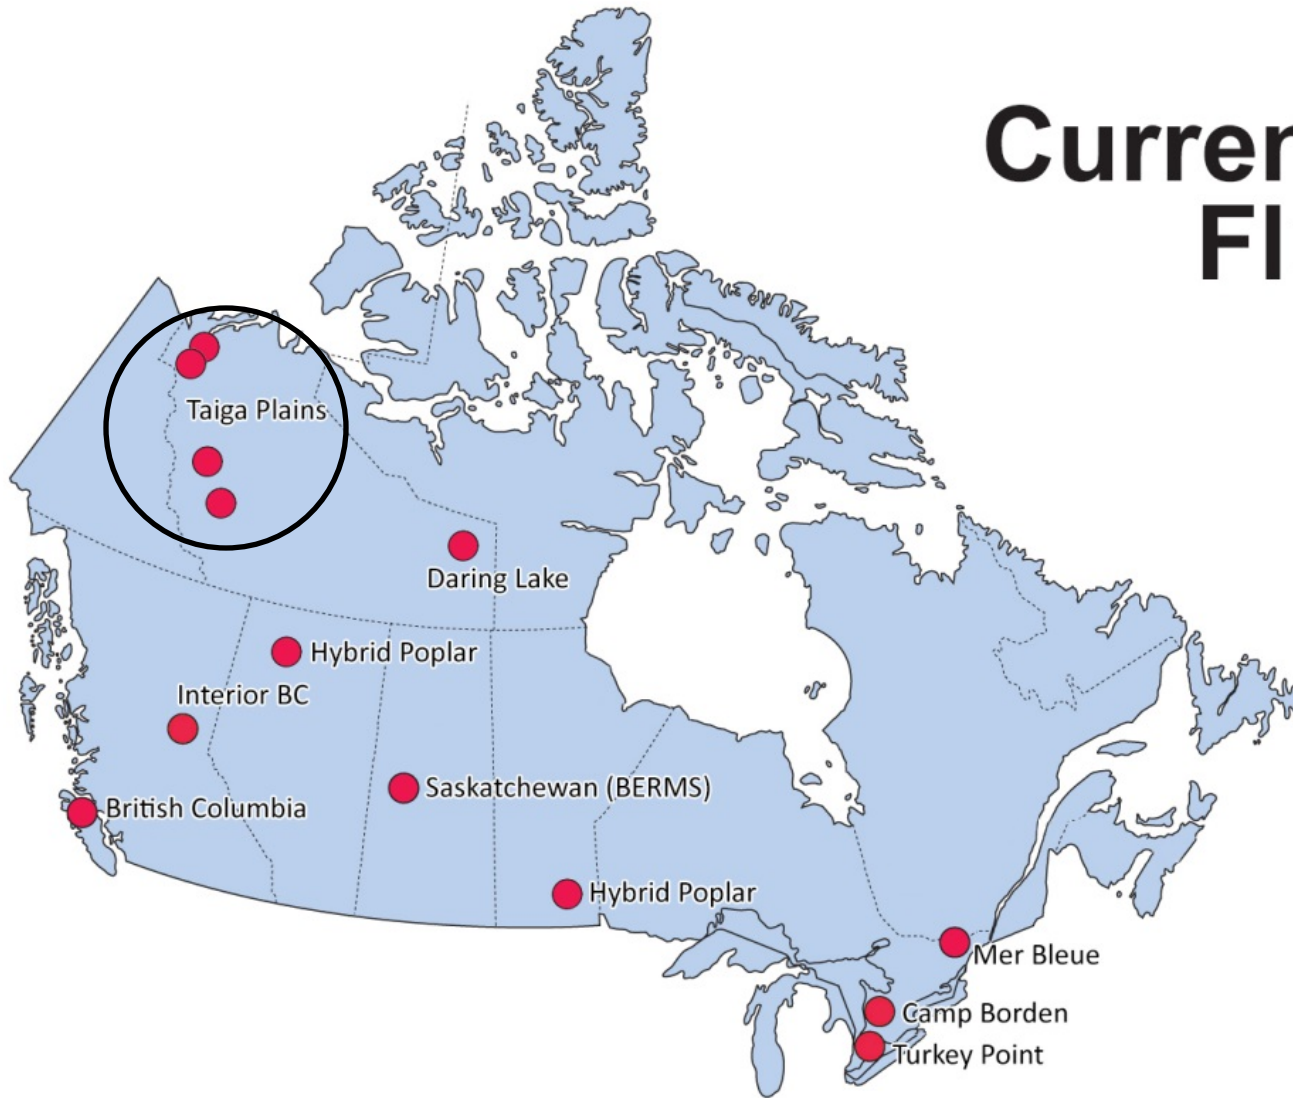 Curren
Fl
Taiga Plains
Daring Lake
Hybrid Poplar
Interior BC
Saskatchewan (BERMS)
British Columbia
Hybrid Poplar
Mer Bleue
Camp Borden
Turkey Point